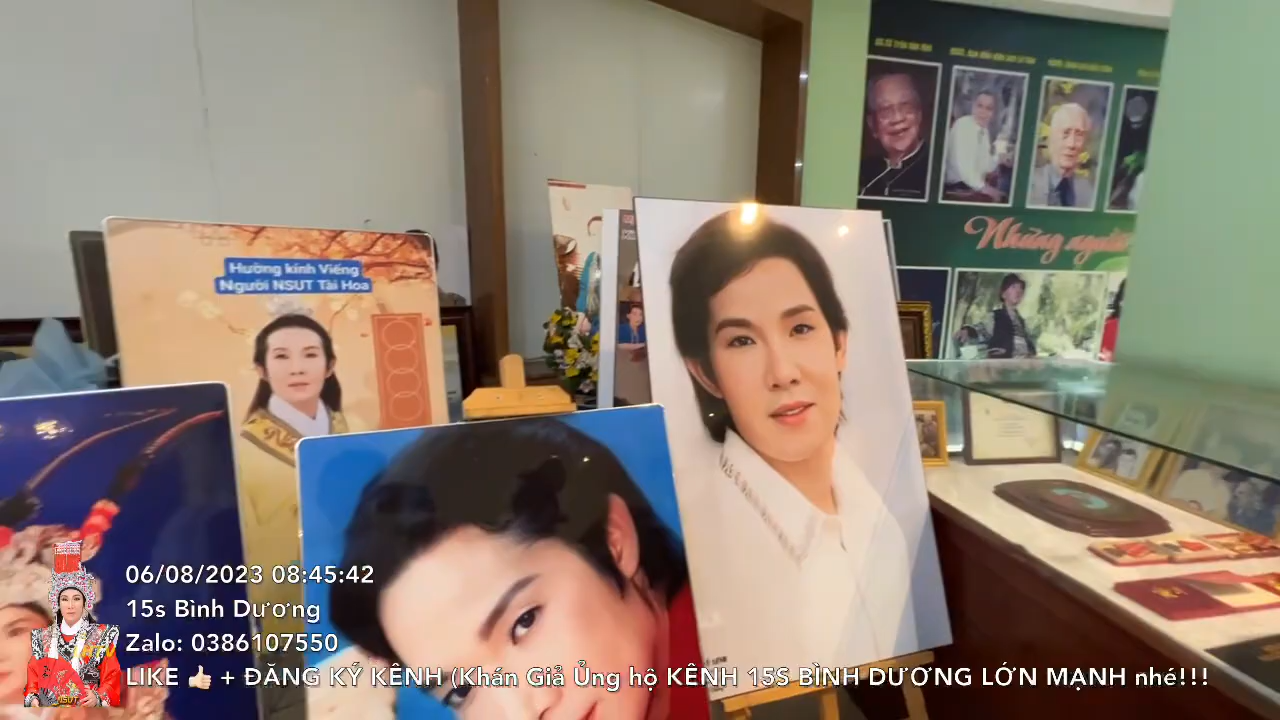 Hướng kính Viếng
Người NSUT Tài Hoa
Những người
06/08/2023 08:45:42
15s Bình Dương
Zalo: 0386107550
LIKE 👍🏻 + ĐĂNG KÝ KÊNH (Khán Giả Ủng hộ KÊNH 15S BÌNH DƯƠNG LỚN MẠNH nhé!!!